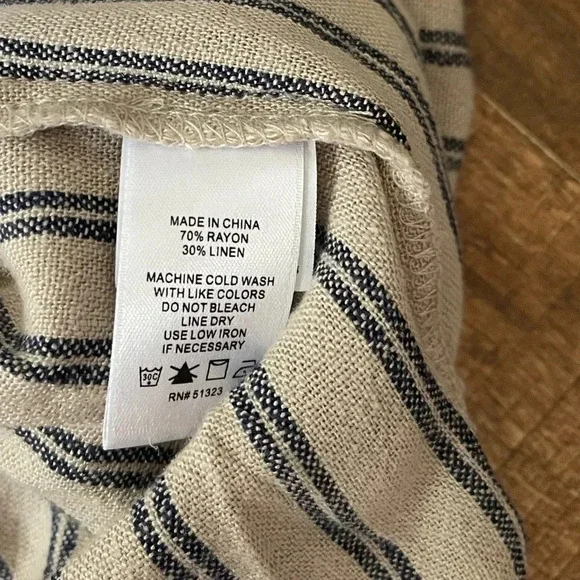 MADE IN CHINA
70% RAYON
30% LINEN
MACHINE COLD WASH
WITH LIKE COLORS
DO NOT BLEACH
LINE DRY
USE LOW IRON
IF NECESSARY
30C
RN# 51323